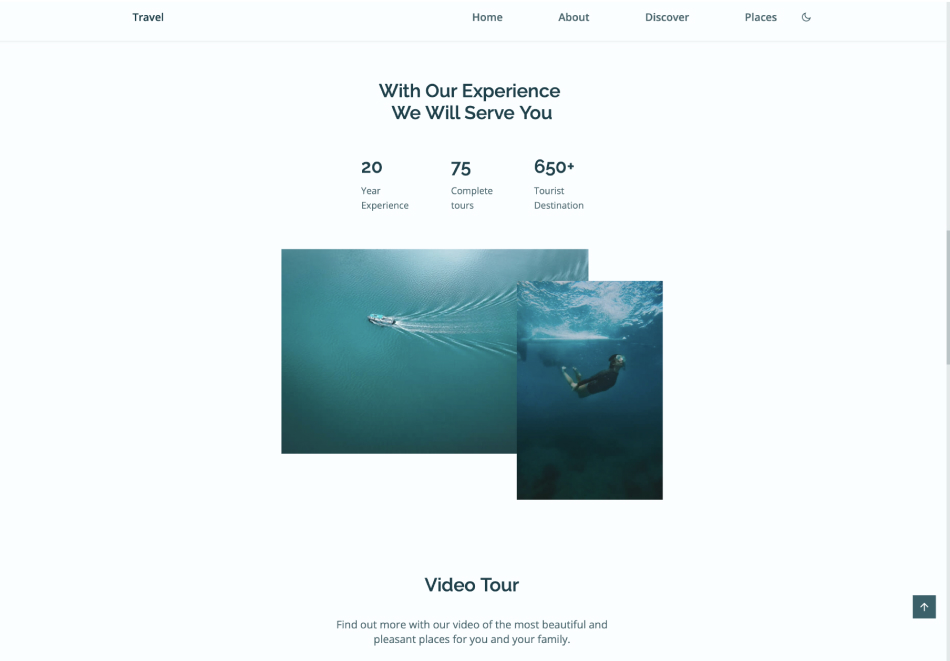 Travel
Home
About
Discover
Places
With Our Experience
We Will Serve You
20
Year
Experience
75
Complete
tours
650+
Tourist
Destination
Video Tour
Find out more with our video of the most beautiful and
pleasant places for you and your family.